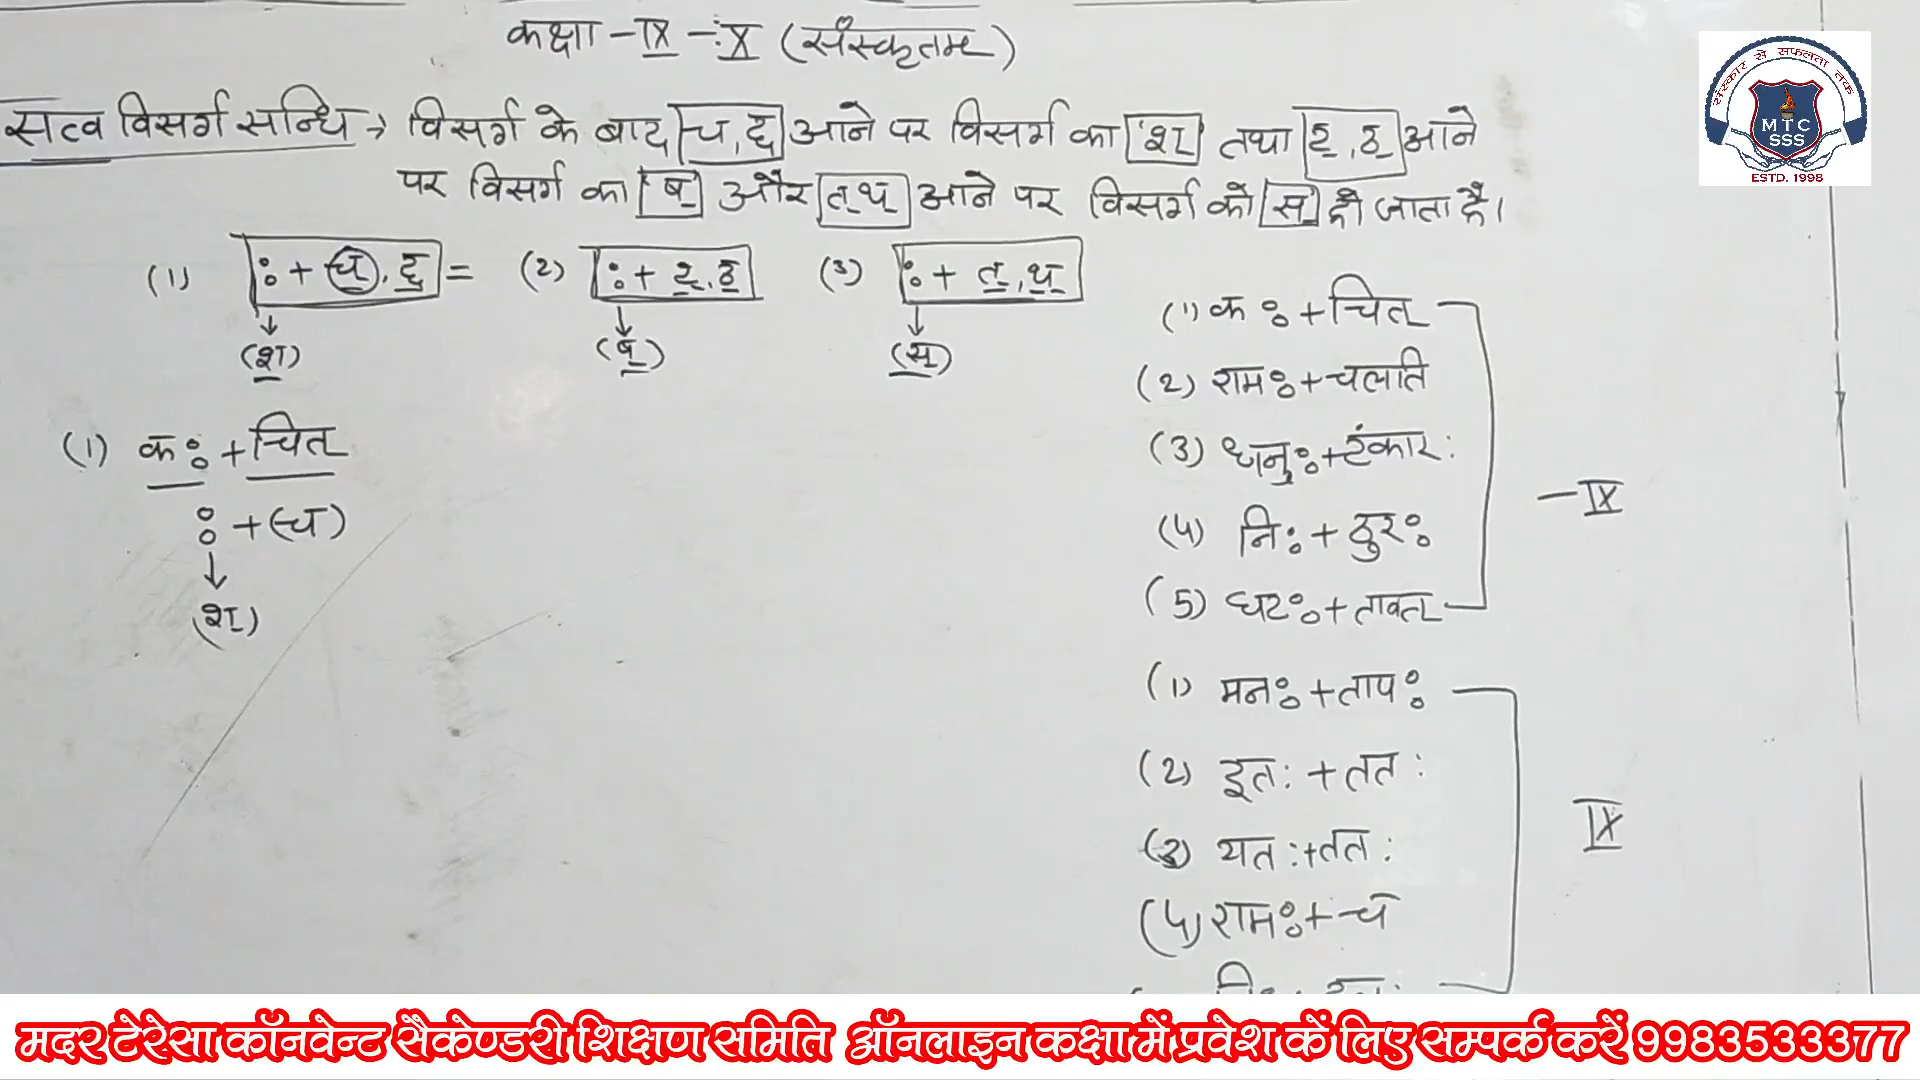 कक्षा - IX - X (संस्कृतम्)
सत्व विसर्ग सन्धि → विसर्ग के बाद च, छ आने पर विसर्ग का श् तथा ट्, ठ् आने
पर विसर्ग का ष् और त्, थ् आने पर विसर्ग को स् हो जाता है।
(1) ः + च्, छ् =
(श्)
(2) ः + ट्, ठ्
(ष्)
(3) ः + त्, थ्
(स्)
(1) कः + चित्
ः + (च)
(श्)
(1) कः + चित्
(2) रामः + चलति
(3) धनुः + टंकारः
(4) निः + ठुरः
(5) घटः + तावत्
- IX
(1) मनः + तापः
(2) इतः + ततः
(3) यतः + ततः
(4) रामः + च
IX
संस्कार से सफलता तक
MTC
SSS
ESTD. 1998
मदर टेरेसा कॉनवेन्ट सैकेण्डरी शिक्षण समिति ऑनलाइन कक्षा में प्रवेश कें लिए सम्पर्क करें 9983533377